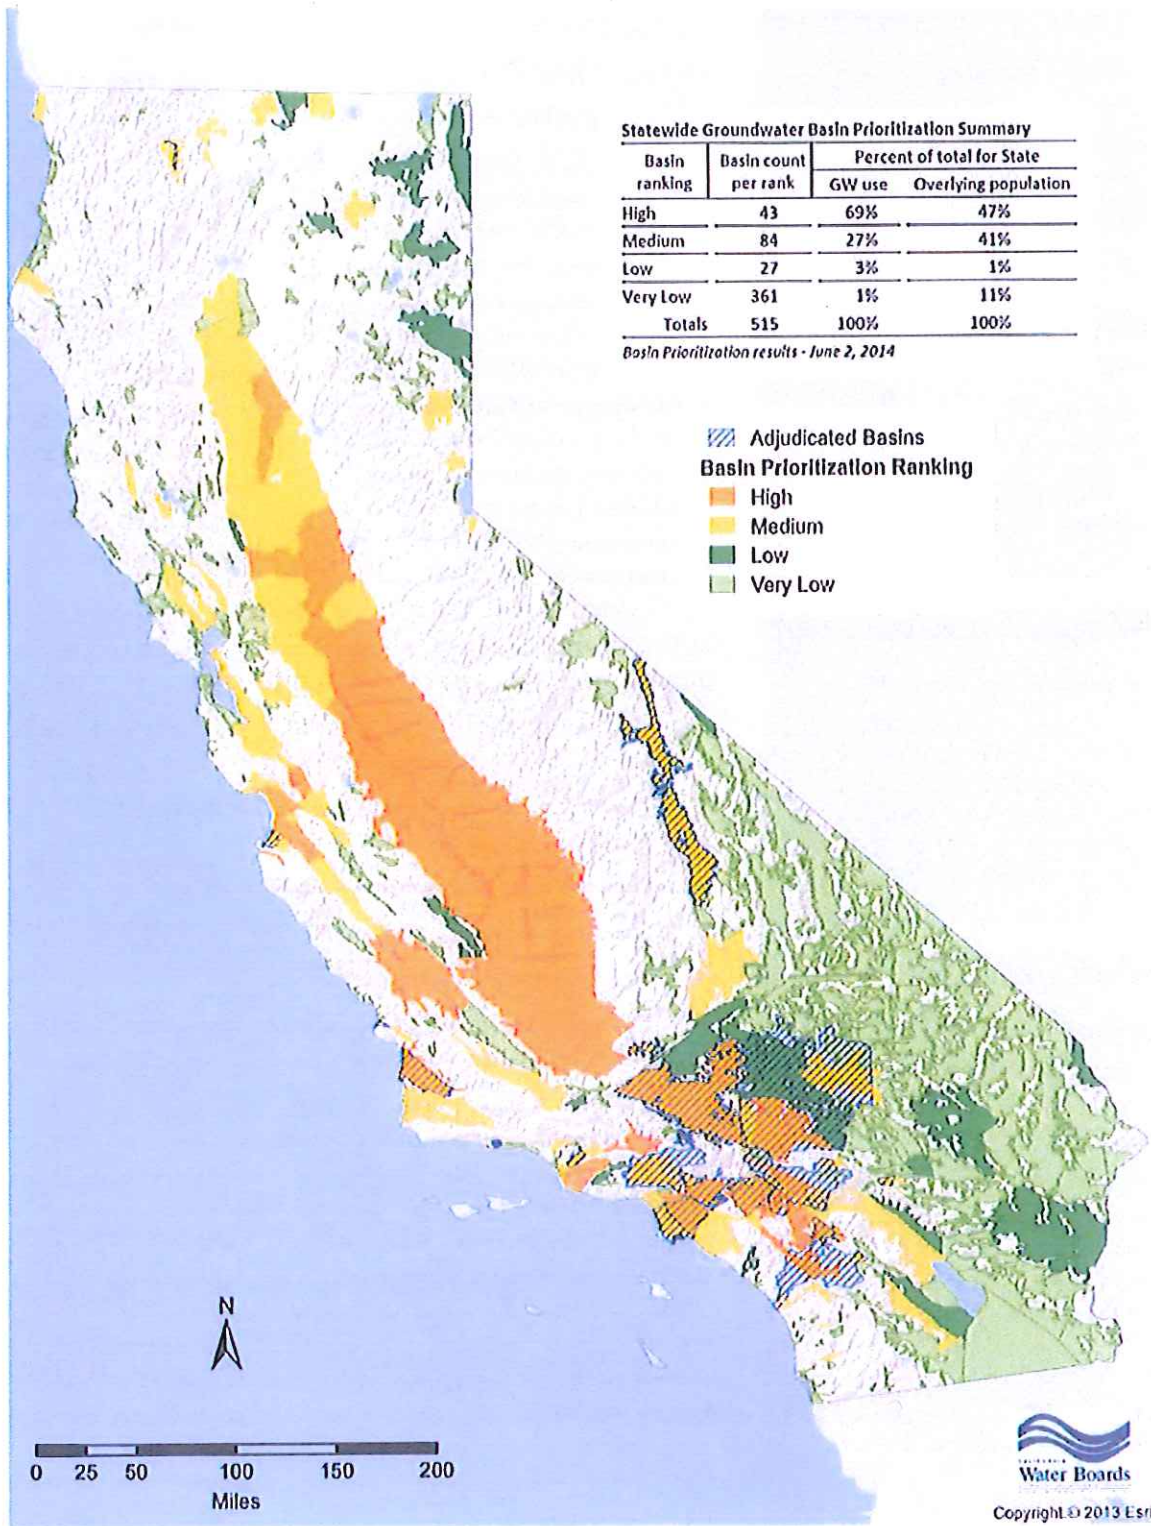 Statewide Groundwater Basin Prioritization Summary
Basin ranking Basin count per rank Percent of total for State
GW use Overlying population
High 43 69% 47%
Medium 84 27% 41%
Low 27 3% 1%
Very Low 361 1% 11%
Totals 515 100% 100%
Basin Prioritization results - June 2, 2014
Adjudicated Basins
Basin Prioritization Ranking
High
Medium
Low
Very Low
N
0 25 50 100 150 200
Miles
CALIFORNIA
Water Boards
Copyright © 2013 Esri